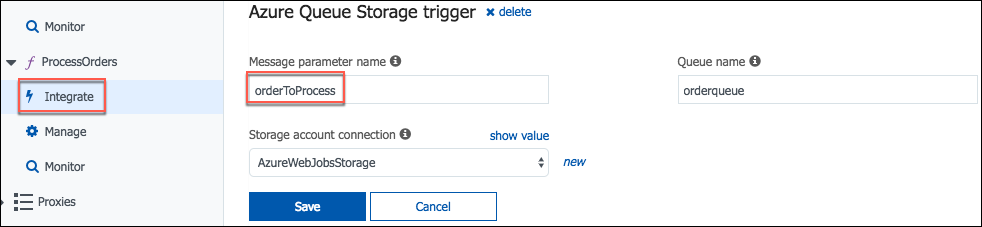 Monitor
ProcessOrders
Integrate
Manage
Monitor
Proxies
Azure Queue Storage trigger × delete
Message parameter name
orderToProcess
Queue name
orderqueue
Storage account connection
show value
AzureWebJobsStorage
new
Save
Cancel